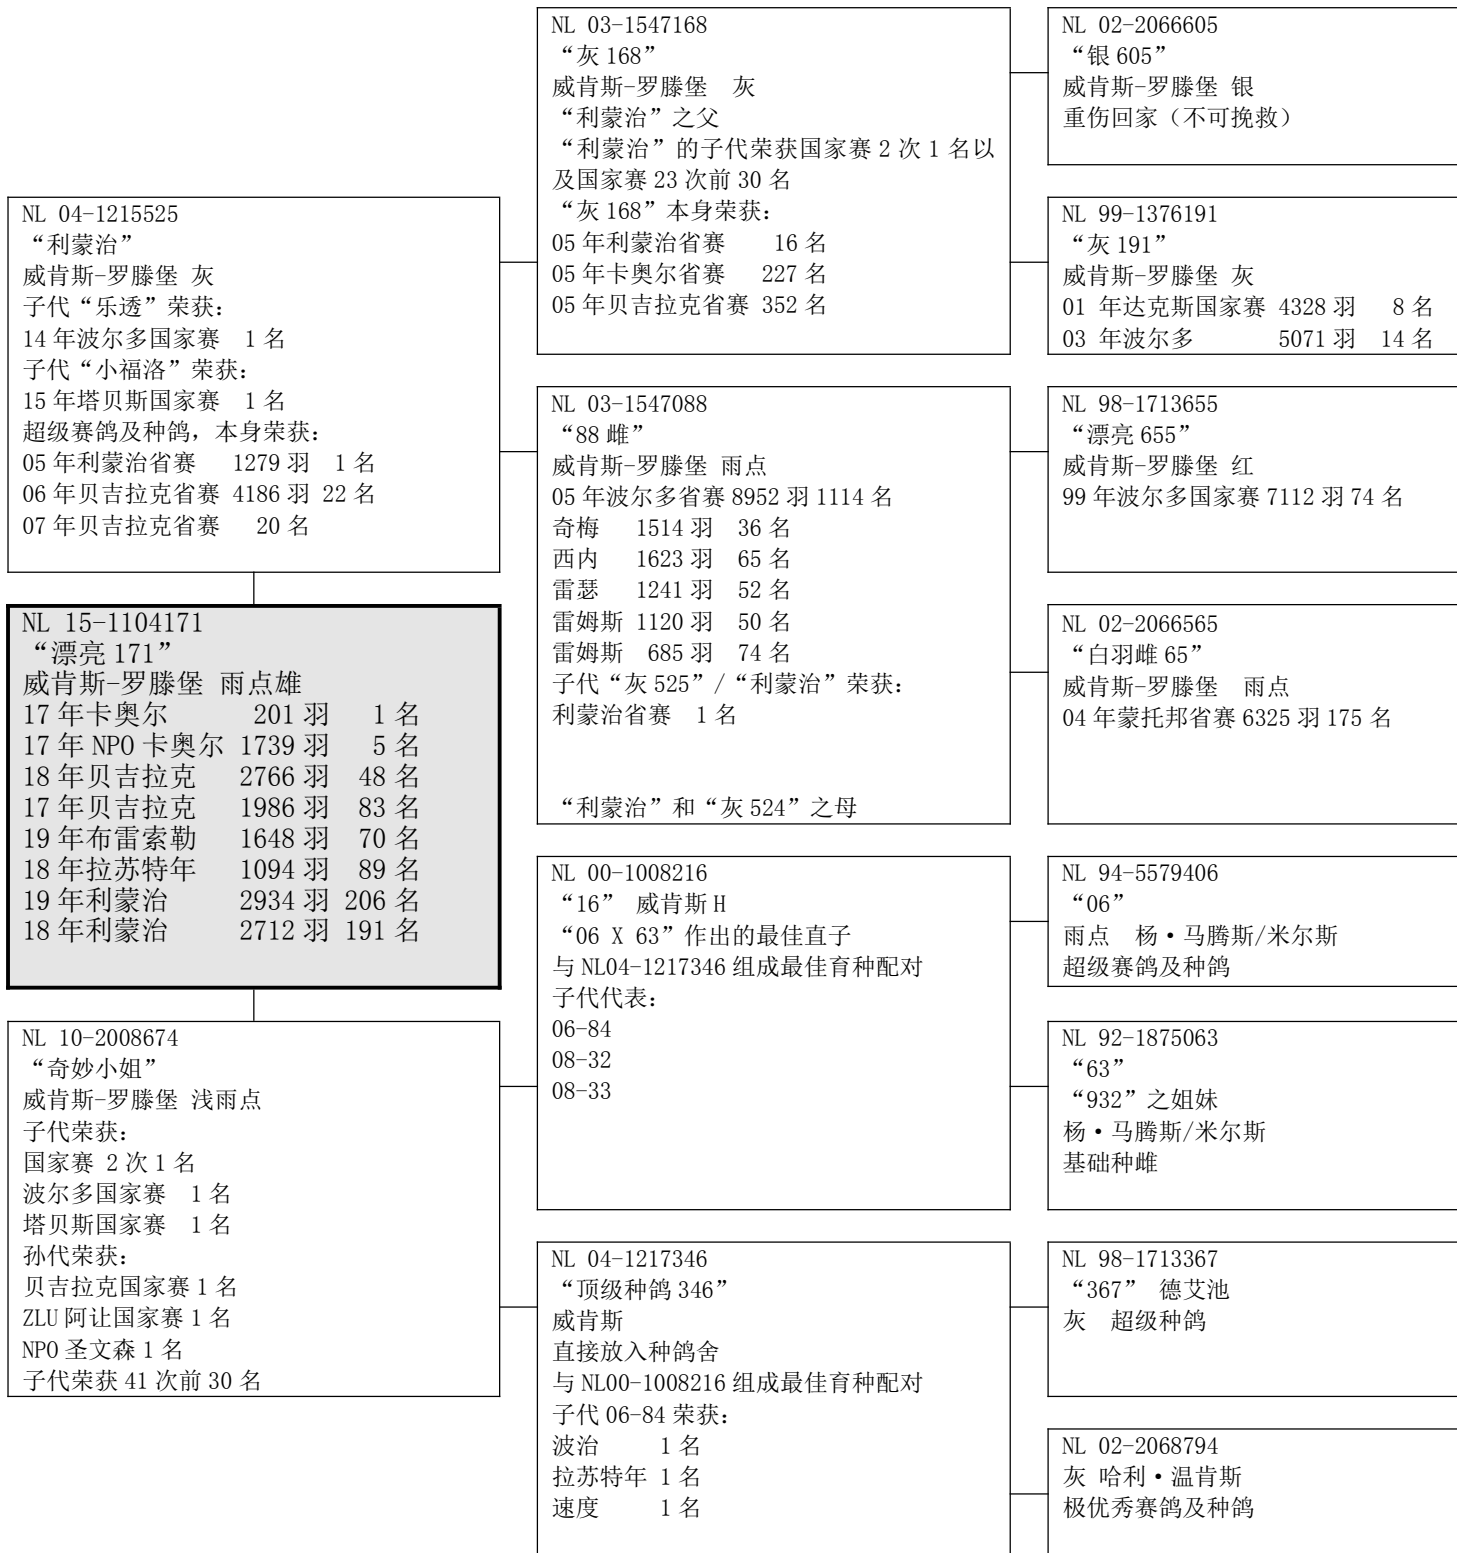 NL 04-1215525
“利蒙治”
威肯斯-罗滕堡 灰
子代“乐透”荣获：
14 年波尔多国家赛 1 名
子代“小福洛”荣获：
15 年塔贝斯国家赛 1 名
超级赛鸽及种鸽，本身荣获：
05 年利蒙治省赛 1279 羽 1 名
06 年贝吉拉克省赛 4186 羽 22 名
07 年贝吉拉克省赛 20 名
NL 15-1104171
“漂亮 171”
威肯斯-罗滕堡 雨点雄
17 年卡奥尔 201 羽 1 名
17 年 NPO 卡奥尔 1739 羽 5 名
18 年贝吉拉克 2766 羽 48 名
17 年贝吉拉克 1986 羽 83 名
19 年布雷索勒 1648 羽 70 名
18 年拉苏特年 1094 羽 89 名
19 年利蒙治 2934 羽 206 名
18 年利蒙治 2712 羽 191 名
NL 10-2008674
“奇妙小姐”
威肯斯-罗滕堡 浅雨点
子代荣获：
国家赛 2 次 1 名
波尔多国家赛 1 名
塔贝斯国家赛 1 名
孙代荣获：
贝吉拉克国家赛 1 名
ZLU 阿让国家赛 1 名
NPO 圣文森 1 名
子代荣获 41 次前 30 名
NL 03-1547168
“灰 168”
威肯斯-罗滕堡 灰
“利蒙治”之父
“利蒙治”的子代荣获国家赛 2 次 1 名以
及国家赛 23 次前 30 名
“灰 168”本身荣获：
05 年利蒙治省赛 16 名
05 年卡奥尔省赛 227 名
05 年贝吉拉克省赛 352 名
NL 03-1547088
“88 雌”
威肯斯-罗滕堡 雨点
05 年波尔多省赛 8952 羽 1114 名
奇梅 1514 羽 36 名
西内 1623 羽 65 名
雷瑟 1241 羽 52 名
雷姆斯 1120 羽 50 名
雷姆斯 685 羽 74 名
子代“灰 525”/“利蒙治”荣获：
利蒙治省赛 1 名
“利蒙治”和“灰 524”之母
NL 00-1008216
“16” 威肯斯 H
“06 X 63”作出的最佳直子
与 NL04-1217346 组成最佳育种配对
子代代表：
06-84
08-32
08-33
NL 04-1217346
“顶级种鸽 346”
威肯斯
直接放入种鸽舍
与 NL00-1008216 组成最佳育种配对
子代 06-84 荣获：
波治 1 名
拉苏特年 1 名
速度 1 名
NL 02-2066605
“银 605”
威肯斯-罗滕堡 银
重伤回家（不可挽救）
NL 99-1376191
“灰 191”
威肯斯-罗滕堡 灰
01 年达克斯国家赛 4328 羽 8 名
03 年波尔多 5071 羽 14 名
NL 98-1713655
“漂亮 655”
威肯斯-罗滕堡 红
99 年波尔多国家赛 7112 羽 74 名
NL 02-2066565
“白羽雌 65”
威肯斯-罗滕堡 雨点
04 年蒙托邦省赛 6325 羽 175 名
NL 94-5579406
“06”
雨点 杨•马腾斯/米尔斯
超级赛鸽及种鸽
NL 92-1875063
“63”
“932”之姐妹
杨•马腾斯/米尔斯
基础种雌
NL 98-1713367
“367” 德艾池
灰 超级种鸽
NL 02-2068794
灰 哈利•温肯斯
极优秀赛鸽及种鸽